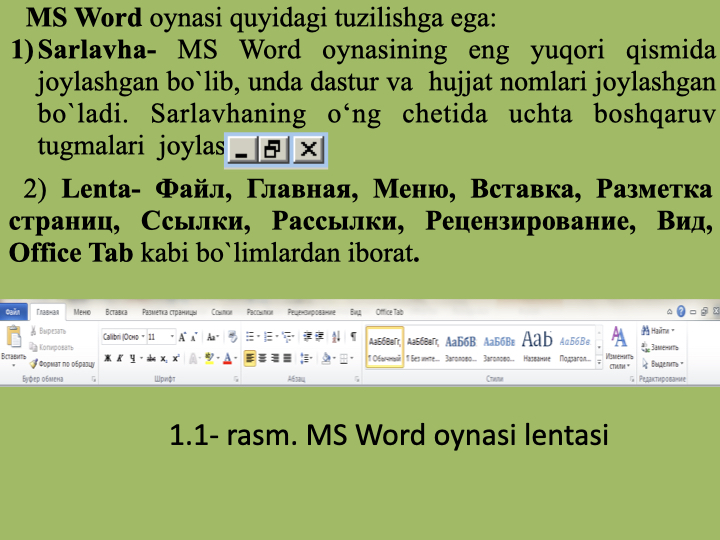 MS Word oynasi quyidagi tuzilishga ega:
1) Sarlavha- MS Word oynasining eng yuqori qismida
joylashgan bo`lib, unda dastur va hujjat nomlari joylashgan
bo`ladi. Sarlavhaning o‘ng chetida uchta boshqaruv
tugmalari
2) Lenta- Файл, Главная, Меню, Вставка, Разметка
страниц, Ссылки, Рассылки, Рецензирование, Вид,
Office Tab kabi bo`limlardan iborat.
Файл Главная Меню Вставка Разметка страницы Ссылки Рассылки Рецензирование Вид Office Tab
Вставить
Вырезать
Копировать
Формат по образцу
Буфер обмена
Calibri (Осно 11
Ж К Ч abc x, x²
Шрифт
Абзац
АаБбВвГг, АаБбВвГг, АаБбВ АаБбВв АаБ АаБбВв
¶ Обычный ¶ Без инте... Заголово... Заголово... Название Подзагол...
Изменить
стили
Стили
Найти
Заменить
Выделить
Редактирование
1.1- rasm. MS Word oynasi lentasi